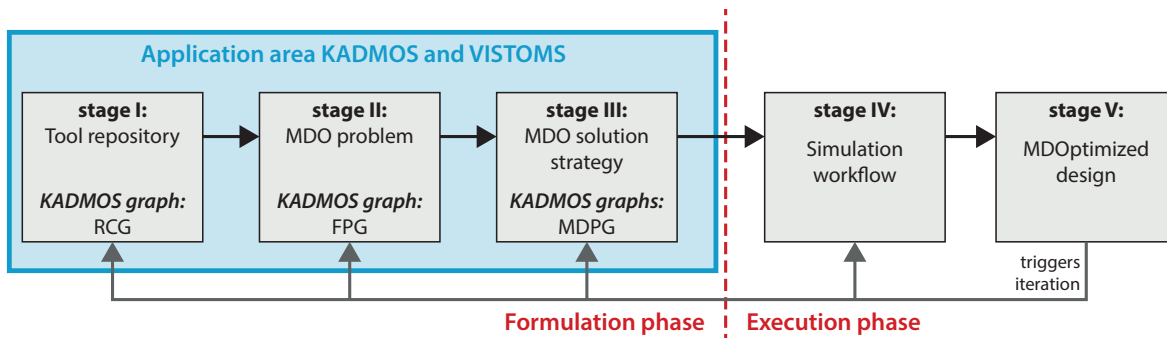 Application area KADMOS and VISTOMS
stage I:
Tool repository
KADMOS graph:
RCG
stage II:
MDO problem
KADMOS graph:
FPG
stage III:
MDO solution
strategy
KADMOS graphs:
MDPG
stage IV:
Simulation
workflow
stage V:
MDOptimized
design
triggers
iteration
Formulation phase
Execution phase